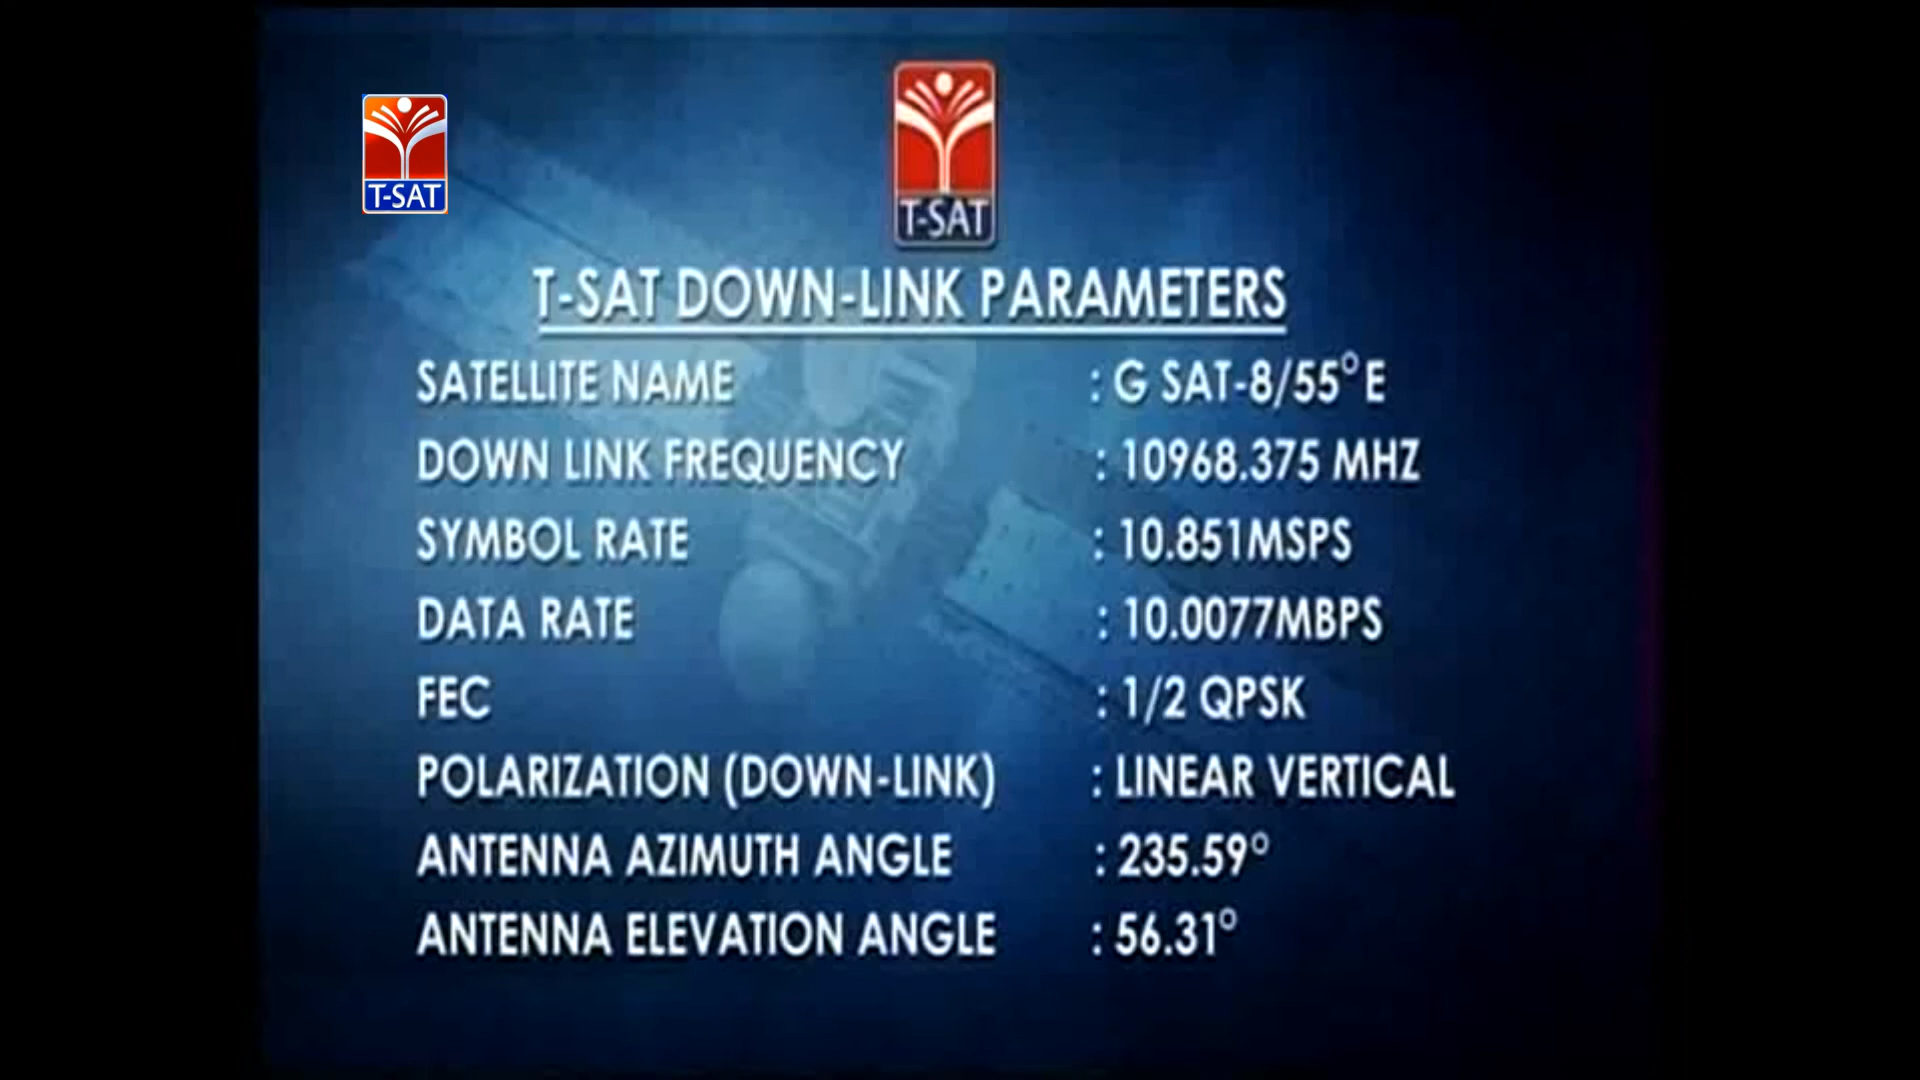 T-SAT
T-SAT
T-SAT DOWN-LINK PARAMETERS
SATELLITE NAME : G SAT-8/55° E
DOWN LINK FREQUENCY : 10968.375 MHZ
SYMBOL RATE : 10.851MSPS
DATA RATE : 10.0077MBPS
FEC : 1/2 QPSK
POLARIZATION (DOWN-LINK) : LINEAR VERTICAL
ANTENNA AZIMUTH ANGLE : 235.59°
ANTENNA ELEVATION ANGLE : 56.31°